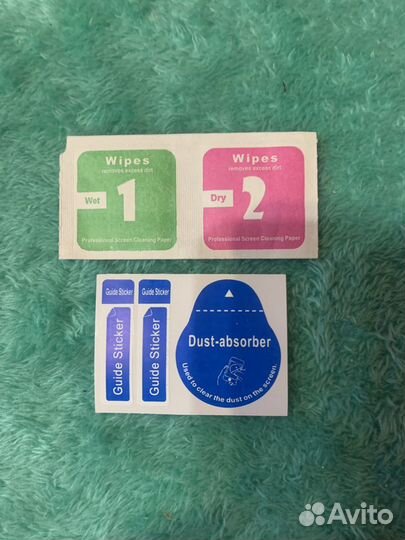 Wipes
removes excess dirt
Wet
1
Professional Screen Cleaning Paper
Wipes
removes excess dirt
Dry
2
Professional Screen Cleaning Paper
Guide Sticker
Guide Sticker
Guide Sticker
Guide Sticker
Dust-absorber
Used to clear the dust on the screen.
Avito